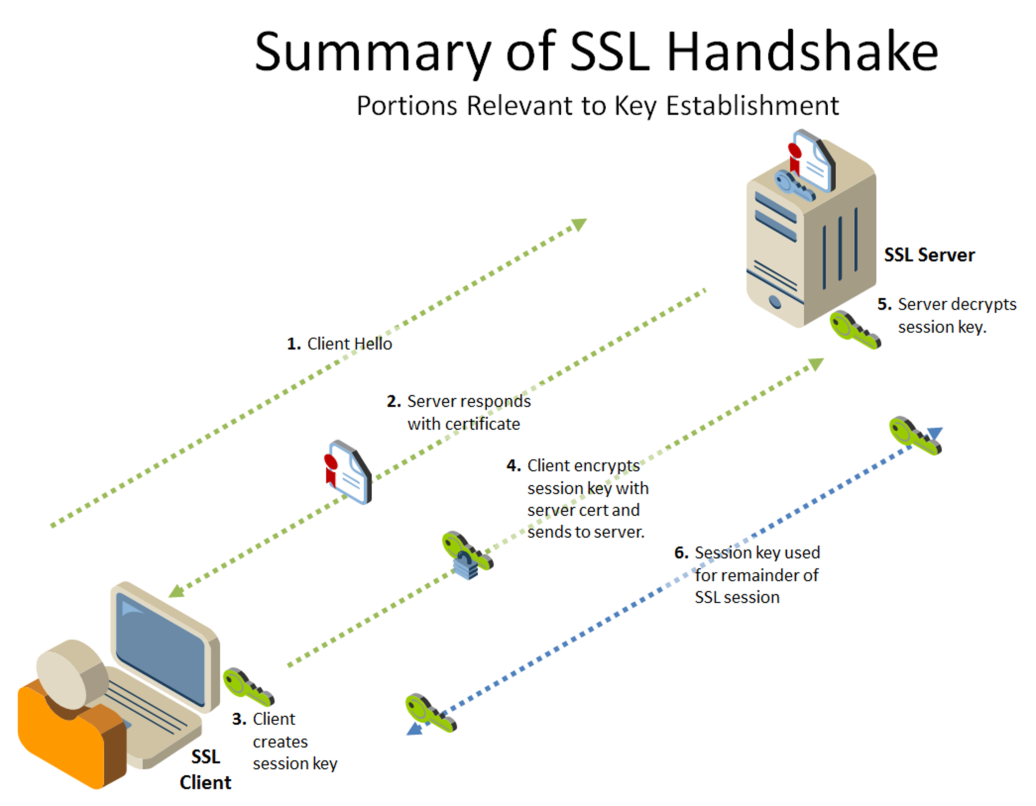 Summary of SSL Handshake
Portions Relevant to Key Establishment
SSL Server
5. Server decrypts
session key.
1. Client Hello
2. Server responds
with certificate
4. Client encrypts
session key with
server cert and
sends to server.
6. Session key used
for remainder of
SSL session
3. Client
creates
session key
SSL
Client